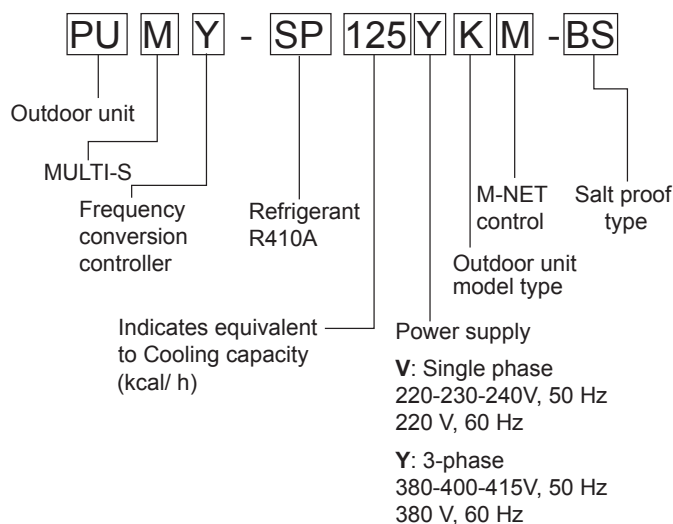 PU M Y - SP 125 Y K M - BS
Outdoor unit
MULTI-S
Frequency
conversion
controller
Refrigerant
R410A
M-NET
control
Salt proof
type
Outdoor unit
model type
Indicates equivalent
to Cooling capacity
(kcal/ h)
Power supply
V: Single phase
220-230-240V, 50 Hz
220 V, 60 Hz
Y: 3-phase
380-400-415V, 50 Hz
380 V, 60 Hz